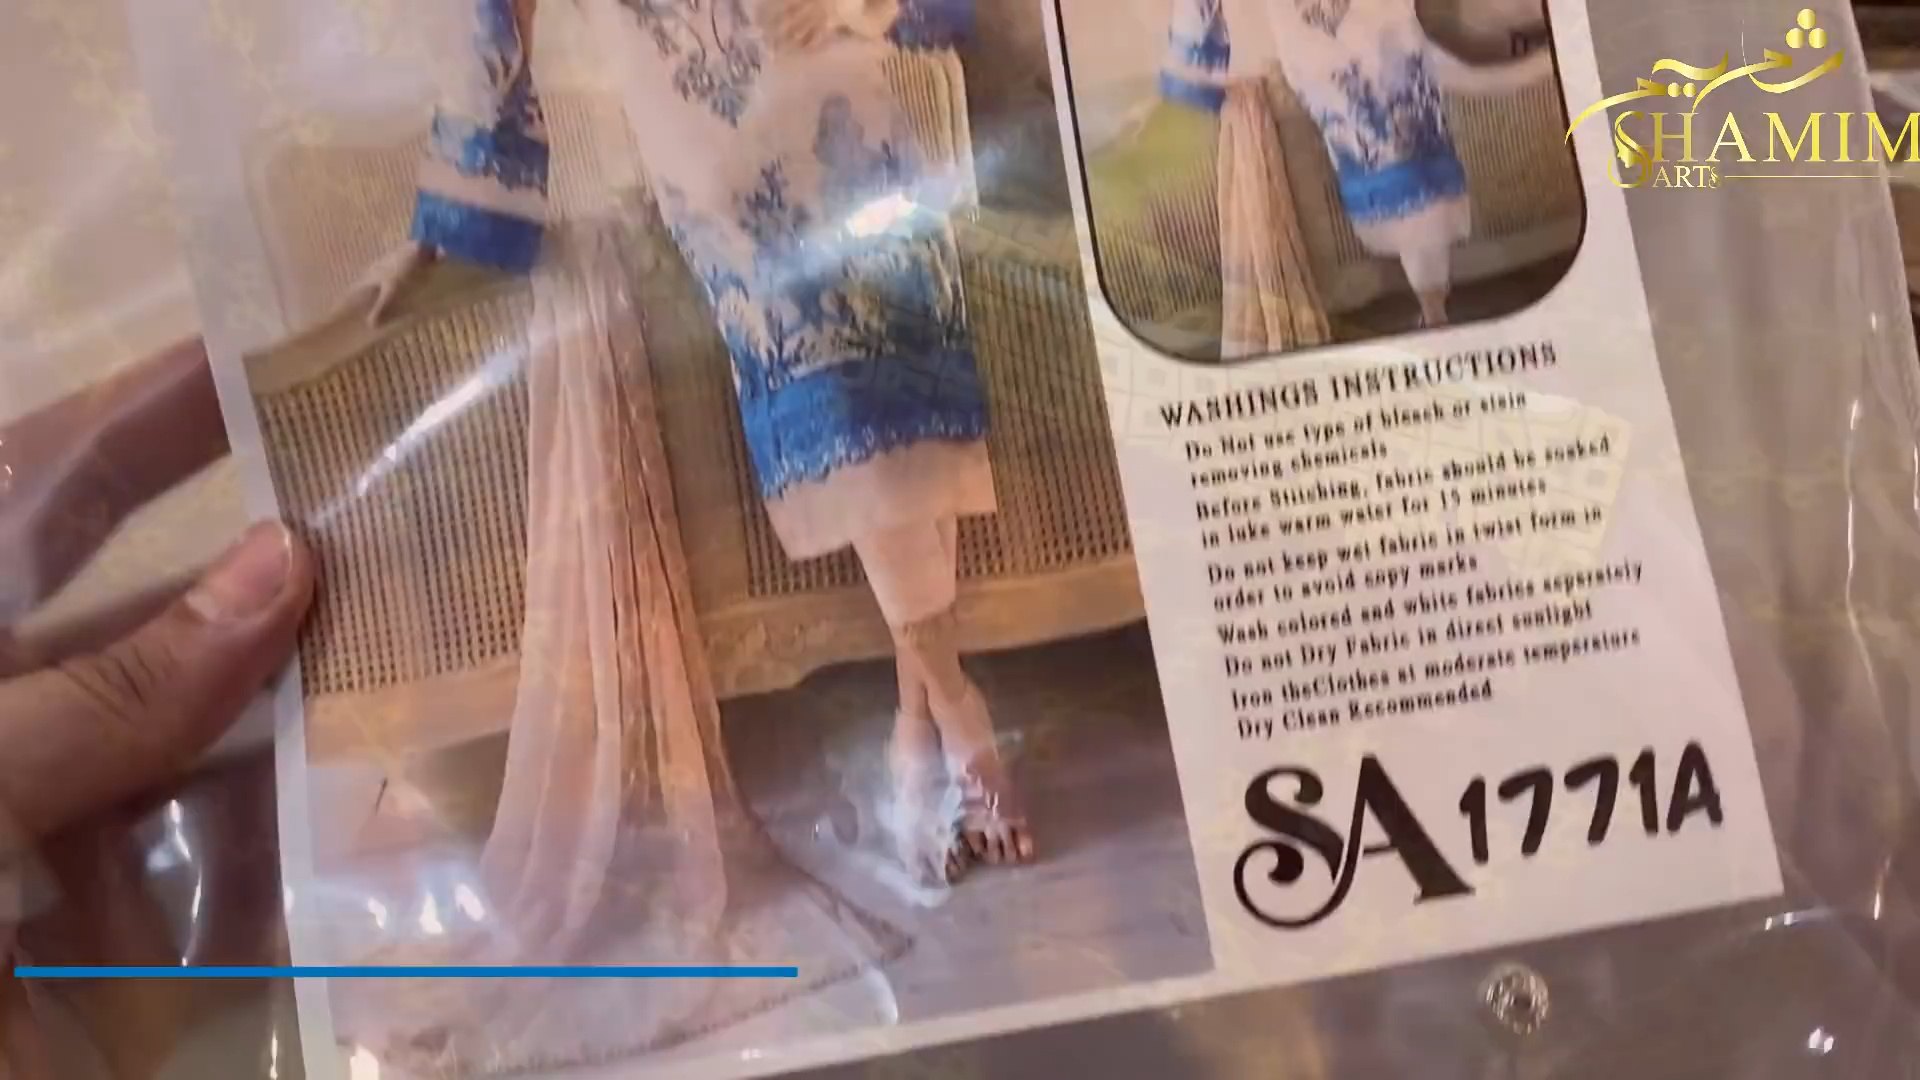 SHAMIM
ARTS
WASHINGS INSTRUCTIONS
Do Not use type of bleach or stain
removing chemicals
Before Stitching, fabric should be soaked
in luke warm water for 15 minutes
Do not keep wet fabric in twist form in
order to avoid copy marks
Wash colored and white fabrics seperately
Do not Dry Fabric in direct sunlight
Iron theClothes at moderate temperature
Dry Clean Recommended
SA 1771A